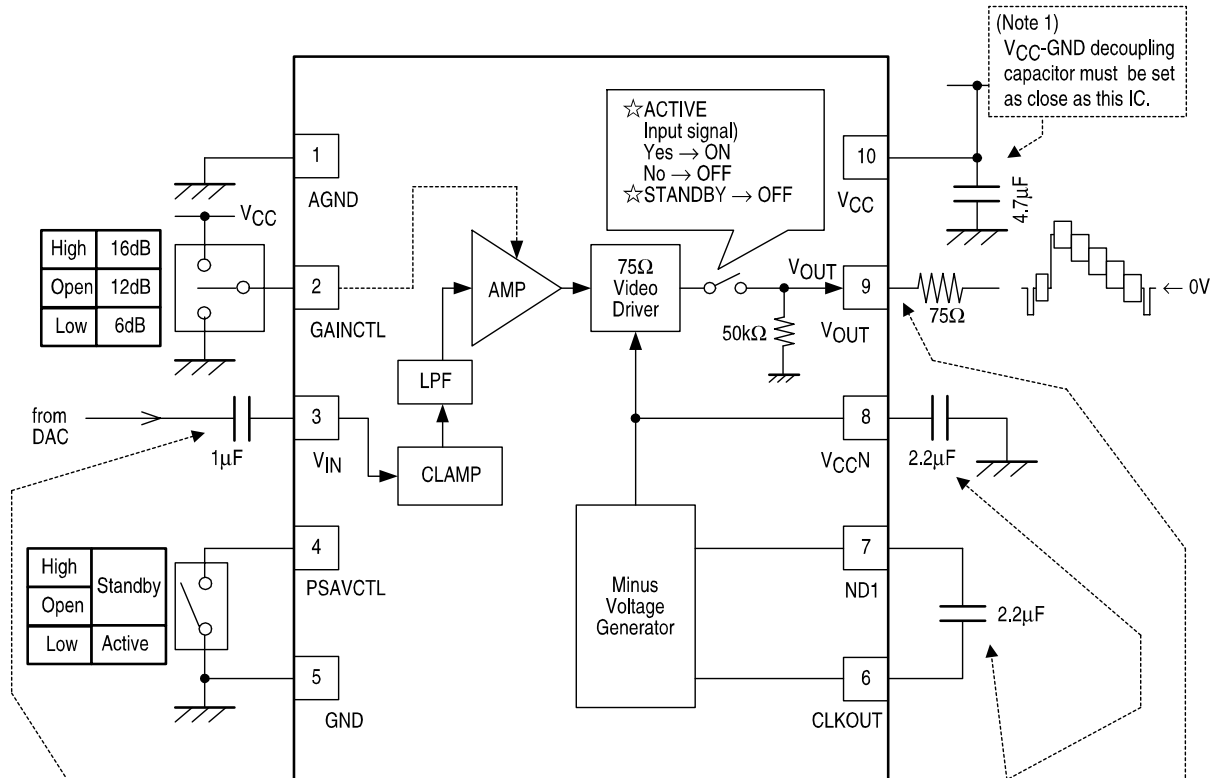 (Note 1)
VCC-GND decoupling
capacitor must be set
as close as this IC.
☆ACTIVE
Input signal)
Yes → ON
No → OFF
☆STANDBY → OFF
1
AGND
10
VCC
4.7μF
VCC
High 16dB
Open 12dB
Low 6dB
2
GAINCTL
AMP
75Ω
Video
Driver
VOUT
50kΩ
9
VOUT
75Ω
← 0V
LPF
from
DAC
1μF
3
VIN
CLAMP
8
VCCN
2.2μF
High
Open
Standby
Low Active
4
PSAVCTL
Minus
Voltage
Generator
7
ND1
2.2μF
5
GND
6
CLKOUT